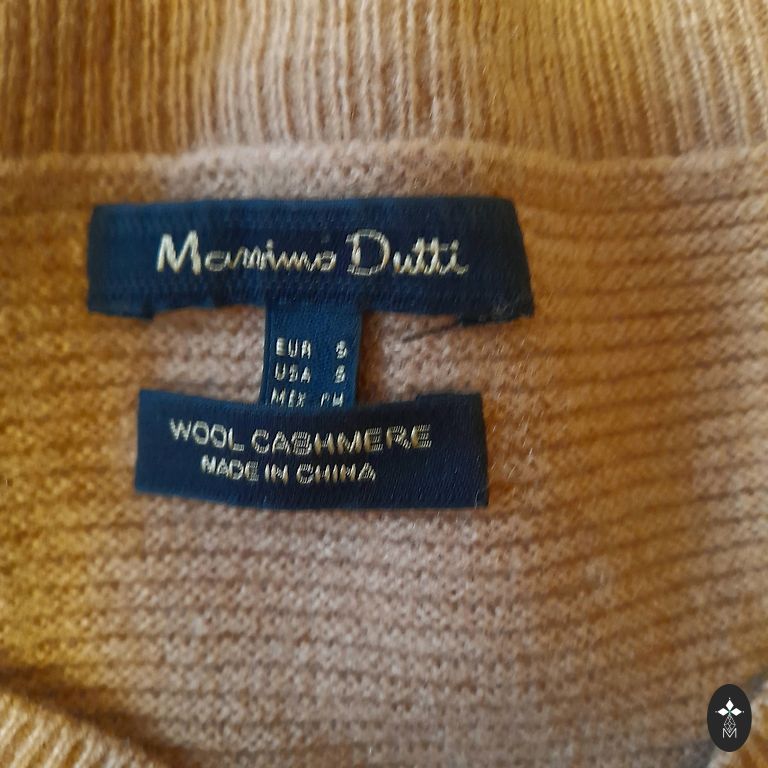 Massimo Dutti
EUR S
USA S
MEX CH
WOOL CASHMERE
MADE IN CHINA
M